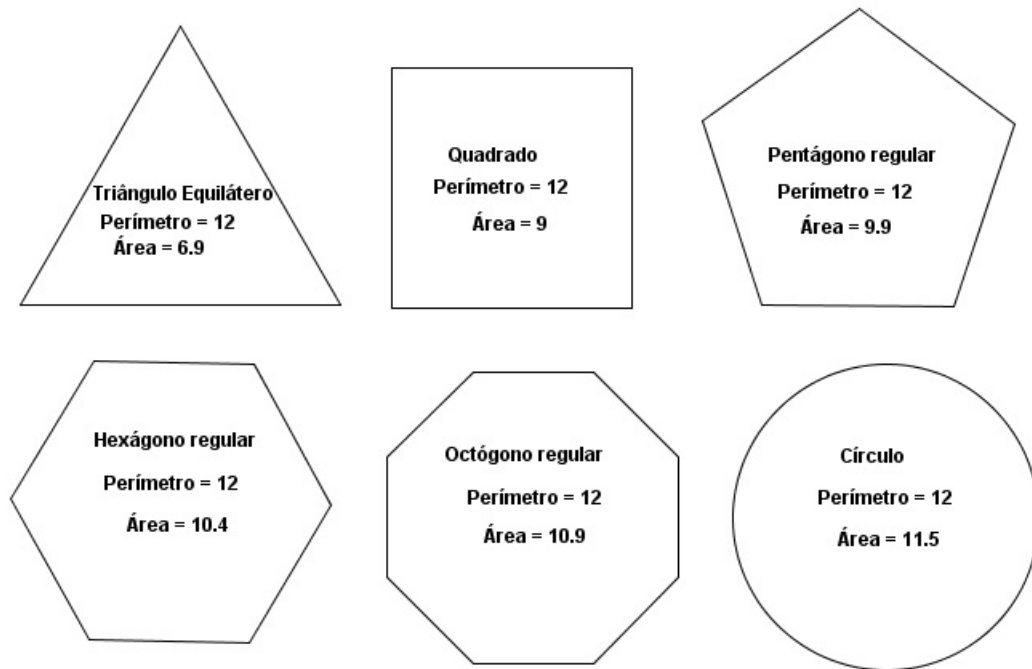 Triângulo Equilátero
Perímetro = 12
Área = 6.9
Quadrado
Perímetro = 12
Área = 9
Pentágono regular
Perímetro = 12
Área = 9.9
Hexágono regular
Perímetro = 12
Área = 10.4
Octógono regular
Perímetro = 12
Área = 10.9
Círculo
Perímetro = 12
Área = 11.5